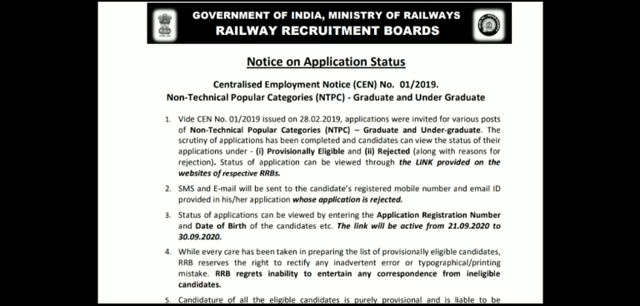 GOVERNMENT OF INDIA, MINISTRY OF RAILWAYS
RAILWAY RECRUITMENT BOARDS
Notice on Application Status
Centralised Employment Notice (CEN) No. 01/2019.
Non-Technical Popular Categories (NTPC) - Graduate and Under Graduate
1. Vide CEN No. 01/2019 issued on 28.02.2019, applications were invited for various posts
of Non-Technical Popular Categories (NTPC) – Graduate and Under-graduate. The
scrutiny of applications has been completed and candidates can view the status of their
applications under - (i) Provisionally Eligible and (ii) Rejected (along with reasons for
rejection). Status of application can be viewed through the LINK provided on the
websites of respective RRBs.
2. SMS and E-mail will be sent to the candidate's registered mobile number and email ID
provided in his/her application whose application is rejected.
3. Status of applications can be viewed by entering the Application Registration Number
and Date of Birth of the candidates etc. The link will be active from 21.09.2020 to
30.09.2020.
4. While every care has been taken in preparing the list of provisionally eligible candidates,
RRB reserves the right to rectify any inadvertent error or typographical/printing
mistake. RRB regrets inability to entertain any correspondence from ineligible
candidates.
5. Candidature of all the eligible candidates is purely provisional and is liable to be